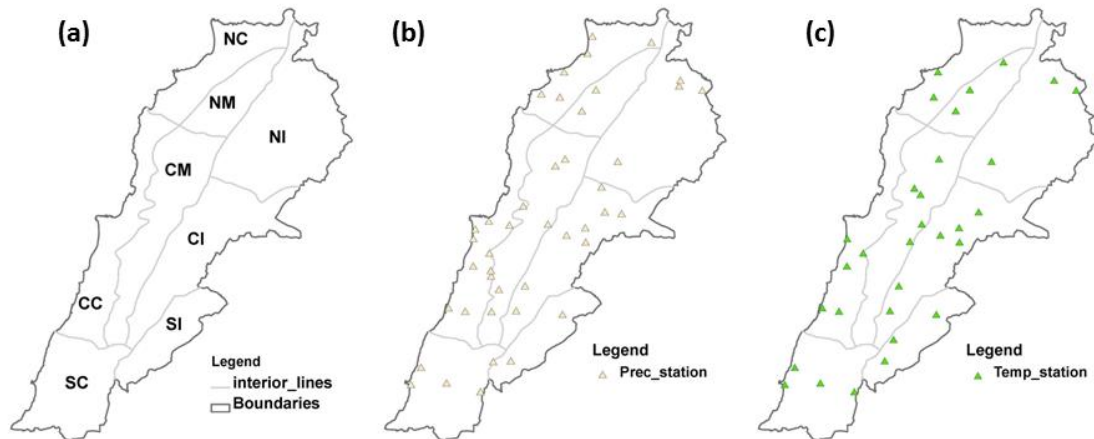 (a)
NC
NM
NI
CM
CI
CC
SI
SC
Legend
interior_lines
Boundaries
(b)
Legend
Prec_station
(c)
Legend
Temp_station